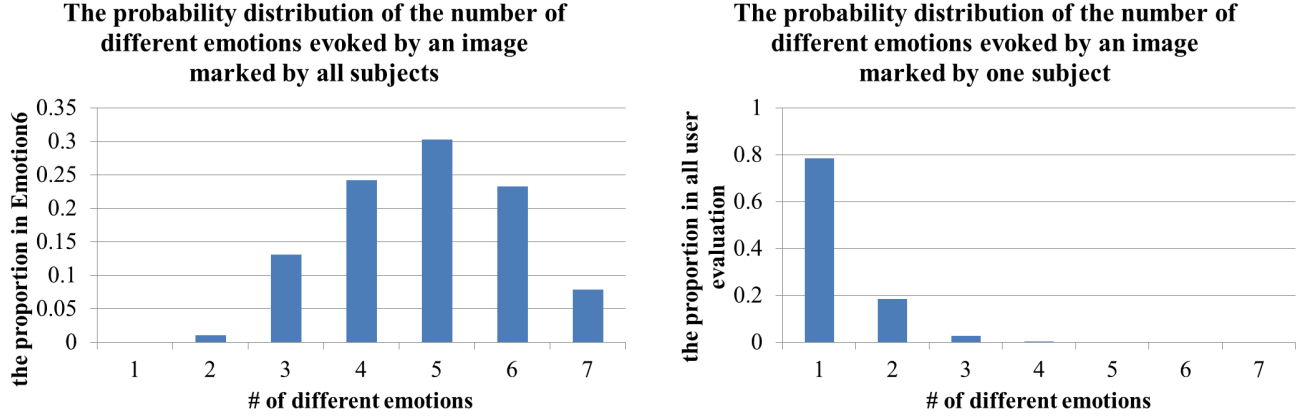 The probability distribution of the number of
different emotions evoked by an image
marked by all subjects
the proportion in Emotion6
0.35
0.3
0.25
0.2
0.15
0.1
0.05
0
1 2 3 4 5 6 7
# of different emotions
The probability distribution of the number of
different emotions evoked by an image
marked by one subject
the proportion in all user
evaluation
1
0.8
0.6
0.4
0.2
0
1 2 3 4 5 6 7
# of different emotions